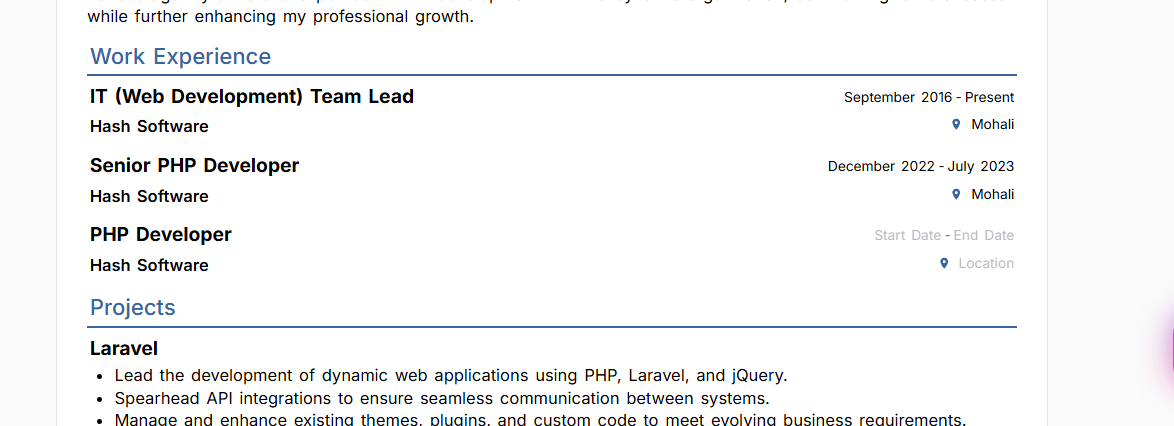 while further enhancing my professional growth.
Work Experience
IT (Web Development) Team Lead
September 2016 - Present
Hash Software
Mohali
Senior PHP Developer
December 2022 - July 2023
Hash Software
Mohali
PHP Developer
Start Date - End Date
Hash Software
Location
Projects
Laravel
• Lead the development of dynamic web applications using PHP, Laravel, and jQuery.
• Spearhead API integrations to ensure seamless communication between systems.
• Manage and enhance existing themes, plugins, and custom code to meet evolving business requirements.